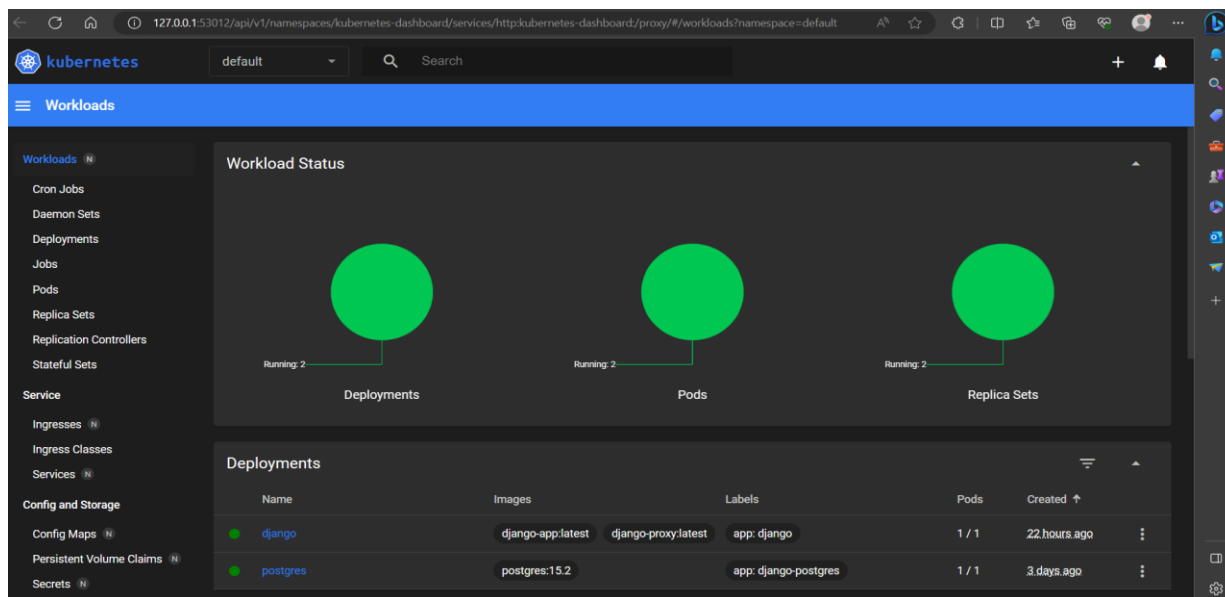 127.0.0.1:53012/api/v1/namespaces/kubernetes-dashboard/services/http:kubernetes-dashboard:/proxy/#/workloads?namespace=default
kubernetes
default
Search
Workloads
Workloads N
Cron Jobs
Daemon Sets
Deployments
Jobs
Pods
Replica Sets
Replication Controllers
Stateful Sets
Service
Ingresses N
Ingress Classes
Services N
Config and Storage
Config Maps N
Persistent Volume Claims N
Secrets N
Workload Status
Running: 2 Running: 2 Running: 2
Deployments Pods Replica Sets
Deployments
Name Images Labels Pods Created
django django-app:latest django-proxy:latest app: django 1 / 1 22 hours ago
postgres postgres:15.2 app: django-postgres 1 / 1 3 days ago